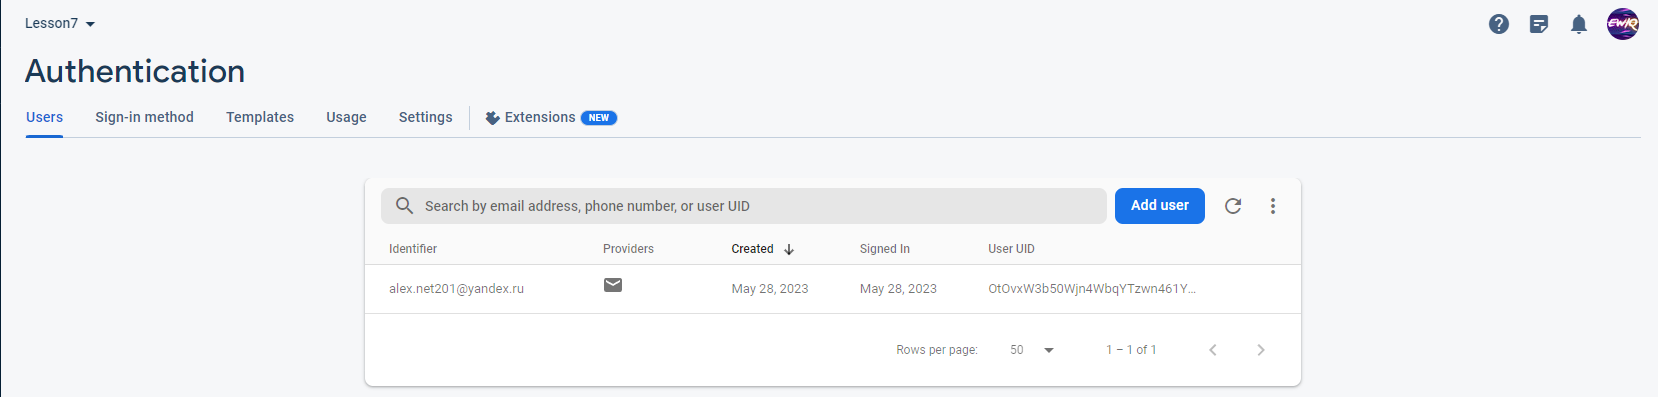 Lesson7
Authentication
Users Sign-in method Templates Usage Settings Extensions NEW
Search by email address, phone number, or user UID Add user
Identifier Providers Created Signed In User UID
alex.net201@yandex.ru May 28, 2023 May 28, 2023 OtOvxW3b50Wjn4WbqYTzwn461Y...
Rows per page: 50 1 – 1 of 1